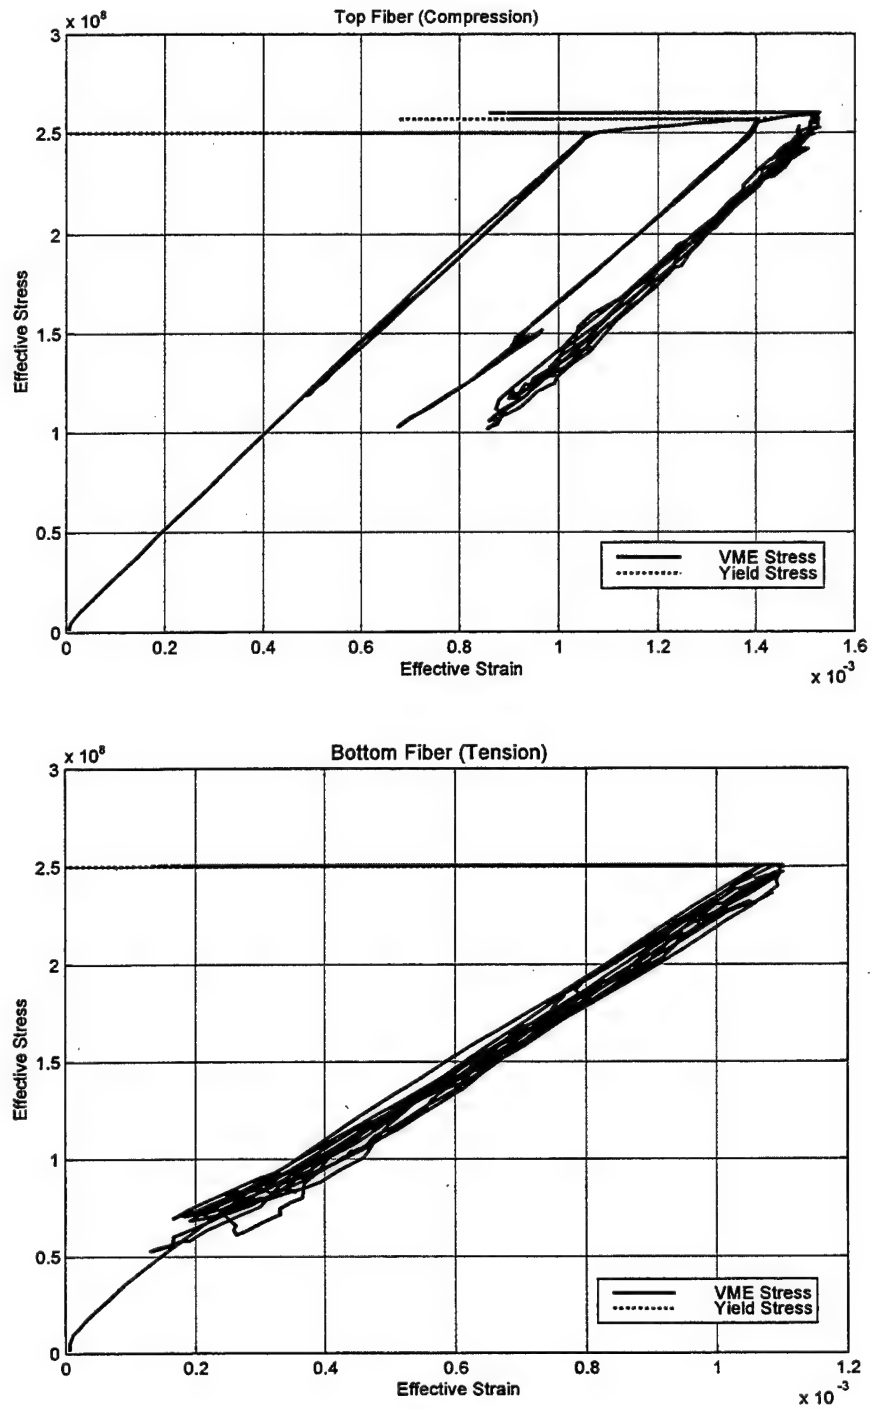 Top Fiber (Compression)
x 10^8
3
2.5
2
1.5
1
0.5
0
Effective Stress
VME Stress
Yield Stress
0 0.2 0.4 0.6 0.8 1 1.2 1.4 1.6
Effective Strain
x 10^-3
Bottom Fiber (Tension)
x 10^8
3
2.5
2
1.5
1
0.5
0
Effective Stress
VME Stress
Yield Stress
0 0.2 0.4 0.6 0.8 1 1.2
Effective Strain
x 10^-3